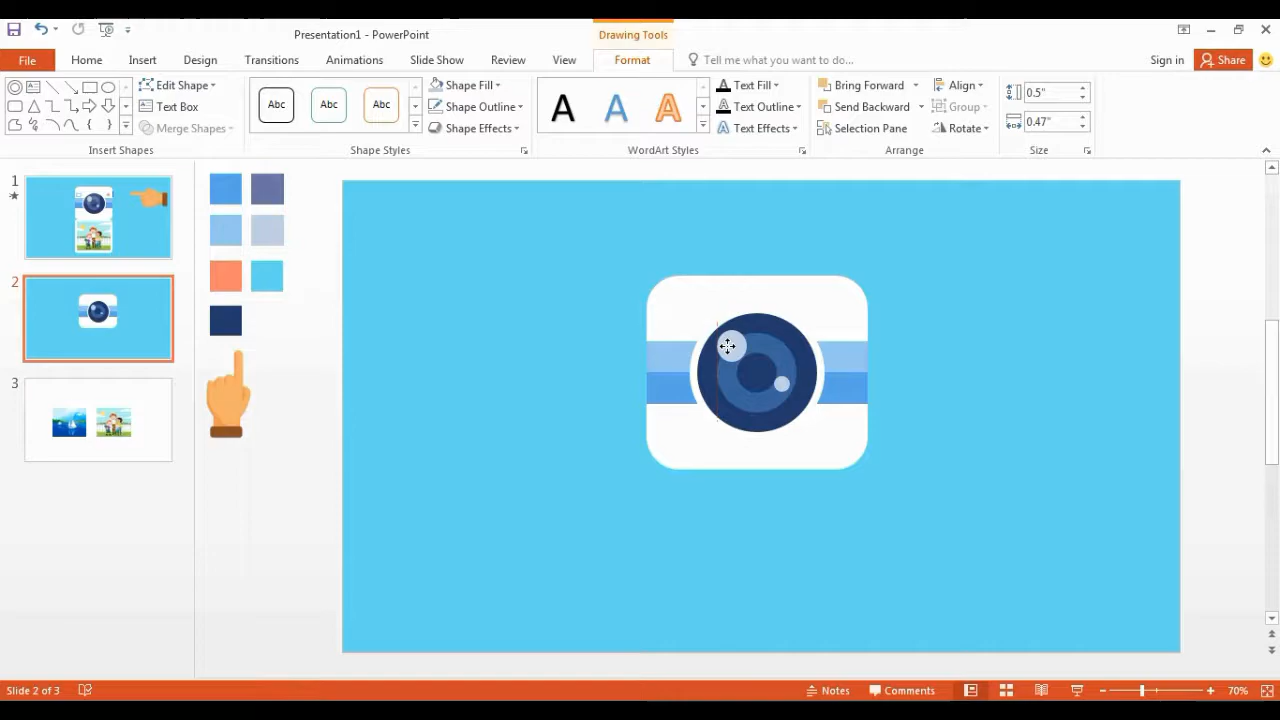 Presentation1 - PowerPoint
Drawing Tools
File
Home
Insert
Design
Transitions
Animations
Slide Show
Review
View
Format
Tell me what you want to do...
Sign in
Share
Edit Shape
Text Box
Merge Shapes
Insert Shapes
Abc
Abc
Abc
Shape Fill
Shape Outline
Shape Effects
Shape Styles
A
A
A
Text Fill
Text Outline
Text Effects
WordArt Styles
Bring Forward
Send Backward
Selection Pane
Align
Group
Rotate
Arrange
0.5"
0.47"
Size
1
2
3
Slide 2 of 3
Notes
Comments
70%